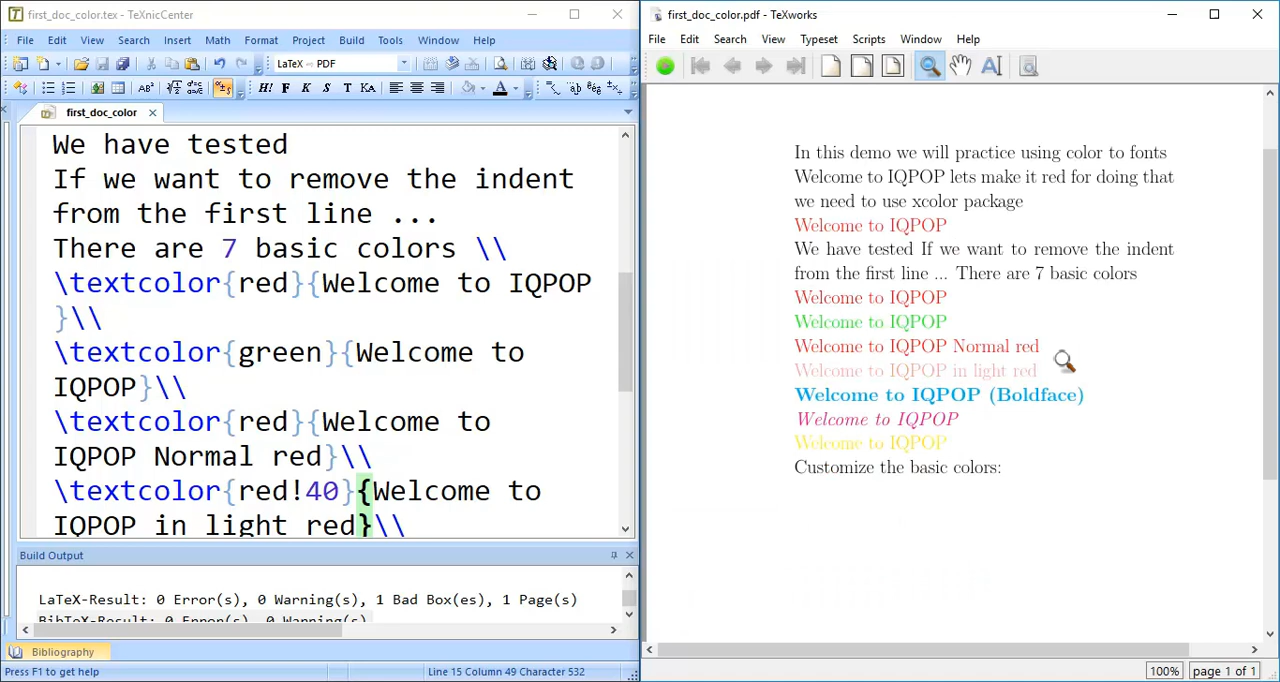 first_doc_color.tex - TeXnicCenter
File Edit View Search Insert Math Format Project Build Tools Window Help
LaTeX → PDF
first_doc_color
We have tested
If we want to remove the indent
from the first line ...
There are 7 basic colors \\
\textcolor{red}{Welcome to IQPOP
}\\
\textcolor{green}{Welcome to
IQPOP}\\
\textcolor{red}{Welcome to
IQPOP Normal red}\\
\textcolor{red!40}{Welcome to
IQPOP in light red}\\
Build Output
LaTeX-Result: 0 Error(s), 0 Warning(s), 1 Bad Box(es), 1 Page(s)
BibTeX-Result: 0 Error(s), 0 Warning(s)
Bibliography
Press F1 to get help
Line 15 Column 49 Character 532
first_doc_color.pdf - TeXworks
File Edit Search View Typeset Scripts Window Help
In this demo we will practice using color to fonts
Welcome to IQPOP lets make it red for doing that
we need to use xcolor package
Welcome to IQPOP
We have tested If we want to remove the indent
from the first line ... There are 7 basic colors
Welcome to IQPOP
Welcome to IQPOP
Welcome to IQPOP Normal red
Welcome to IQPOP in light red
Welcome to IQPOP (Boldface)
Welcome to IQPOP
Welcome to IQPOP
Customize the basic colors:
100% page 1 of 1